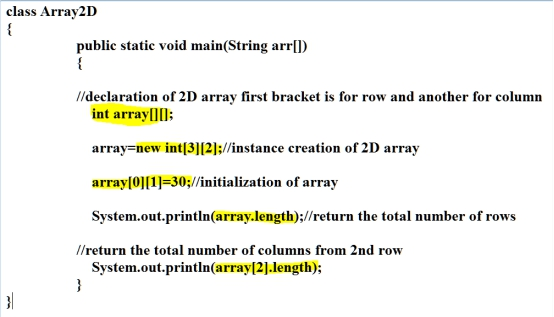 class Array2D
{
public static void main(String arr[])
{
//declaration of 2D array first bracket is for row and another for column
int array[][];
array=new int[3][2];//instance creation of 2D array
array[0][1]=30;//initialization of array
System.out.println(array.length);//return the total number of rows
//return the total number of columns from 2nd row
System.out.println(array[2].length);
}
}